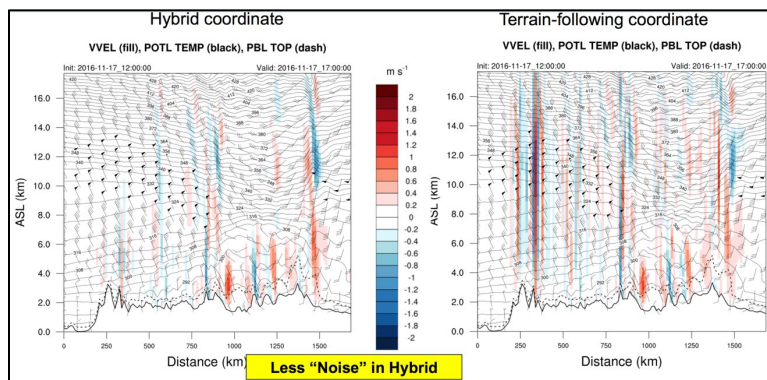 Hybrid coordinate
Terrain-following coordinate
VVEL (fill), POTL TEMP (black), PBL TOP (dash)
VVEL (fill), POTL TEMP (black), PBL TOP (dash)
Init: 2016-11-17_12:00:00
Valid: 2016-11-17_17:00:00
Init: 2016-11-17_12:00:00
Valid: 2016-11-17_17:00:00
m s⁻¹
ASL (km)
16.0
14.0
12.0
10.0
8.0
6.0
4.0
2.0
0.0
2
1.8
1.6
1.4
1.2
1
0.8
0.6
0.4
0.2
0
-0.2
-0.4
-0.6
-0.8
-1
-1.2
-1.4
-1.6
-1.8
-2
ASL (km)
16.0
14.0
12.0
10.0
8.0
6.0
4.0
2.0
0.0
0 250 500 750 1000 1250 1500
0 250 500 750 1000 1250 1500
Distance (km)
Distance (km)
Less “Noise” in Hybrid